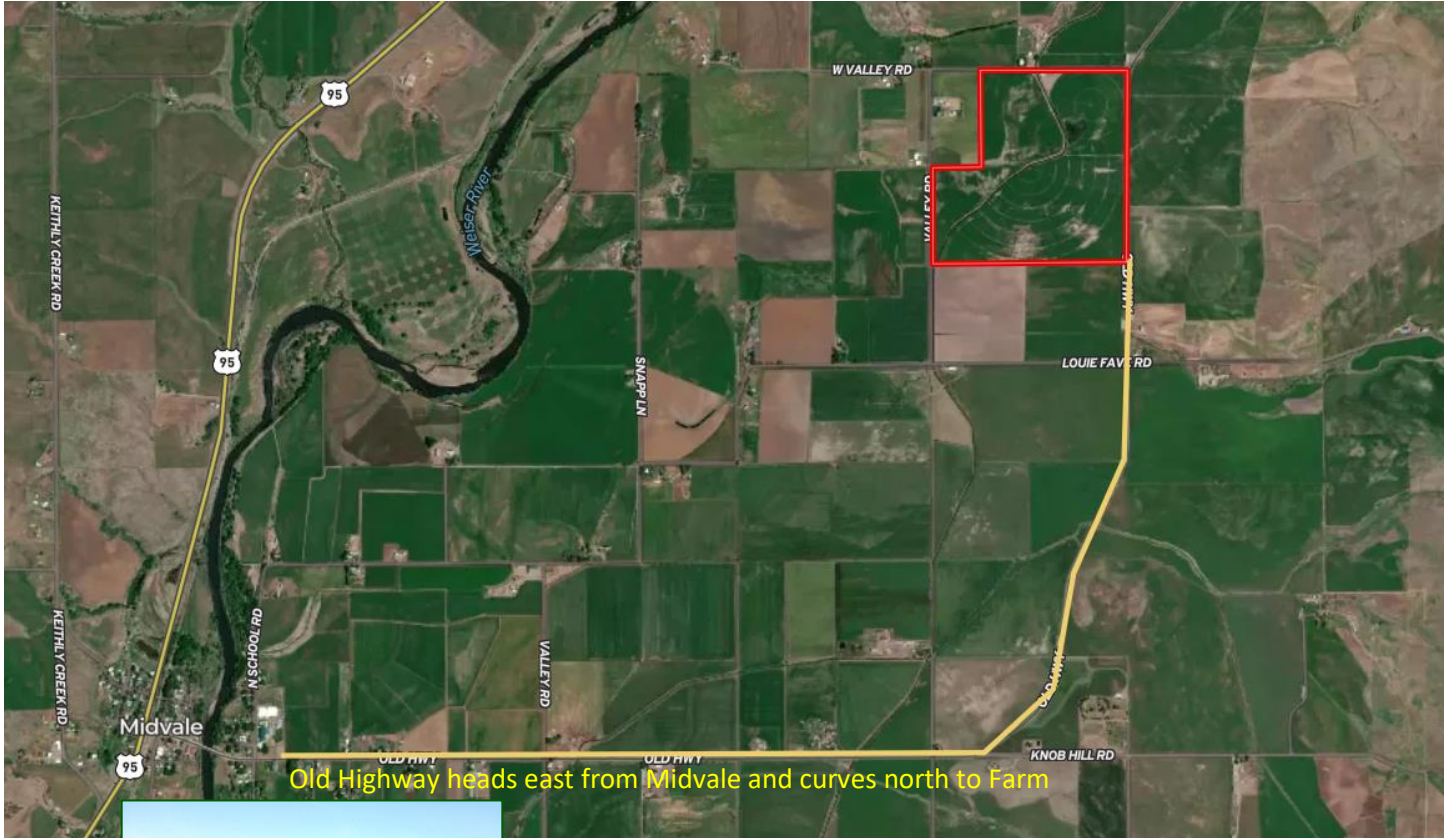 W VALLEY RD
95
KEITHLY CREEK RD
Weiser River
VALLEY RD
95
SNAPP LN
LOUIE FAVE RD
KEITHLY CREEK RD
N SCHOOL RD
VALLEY RD
OLD HWY
Midvale
95
OLD HWY
OLD HWY
KNOB HILL RD
Old Highway heads east from Midvale and curves north to Farm